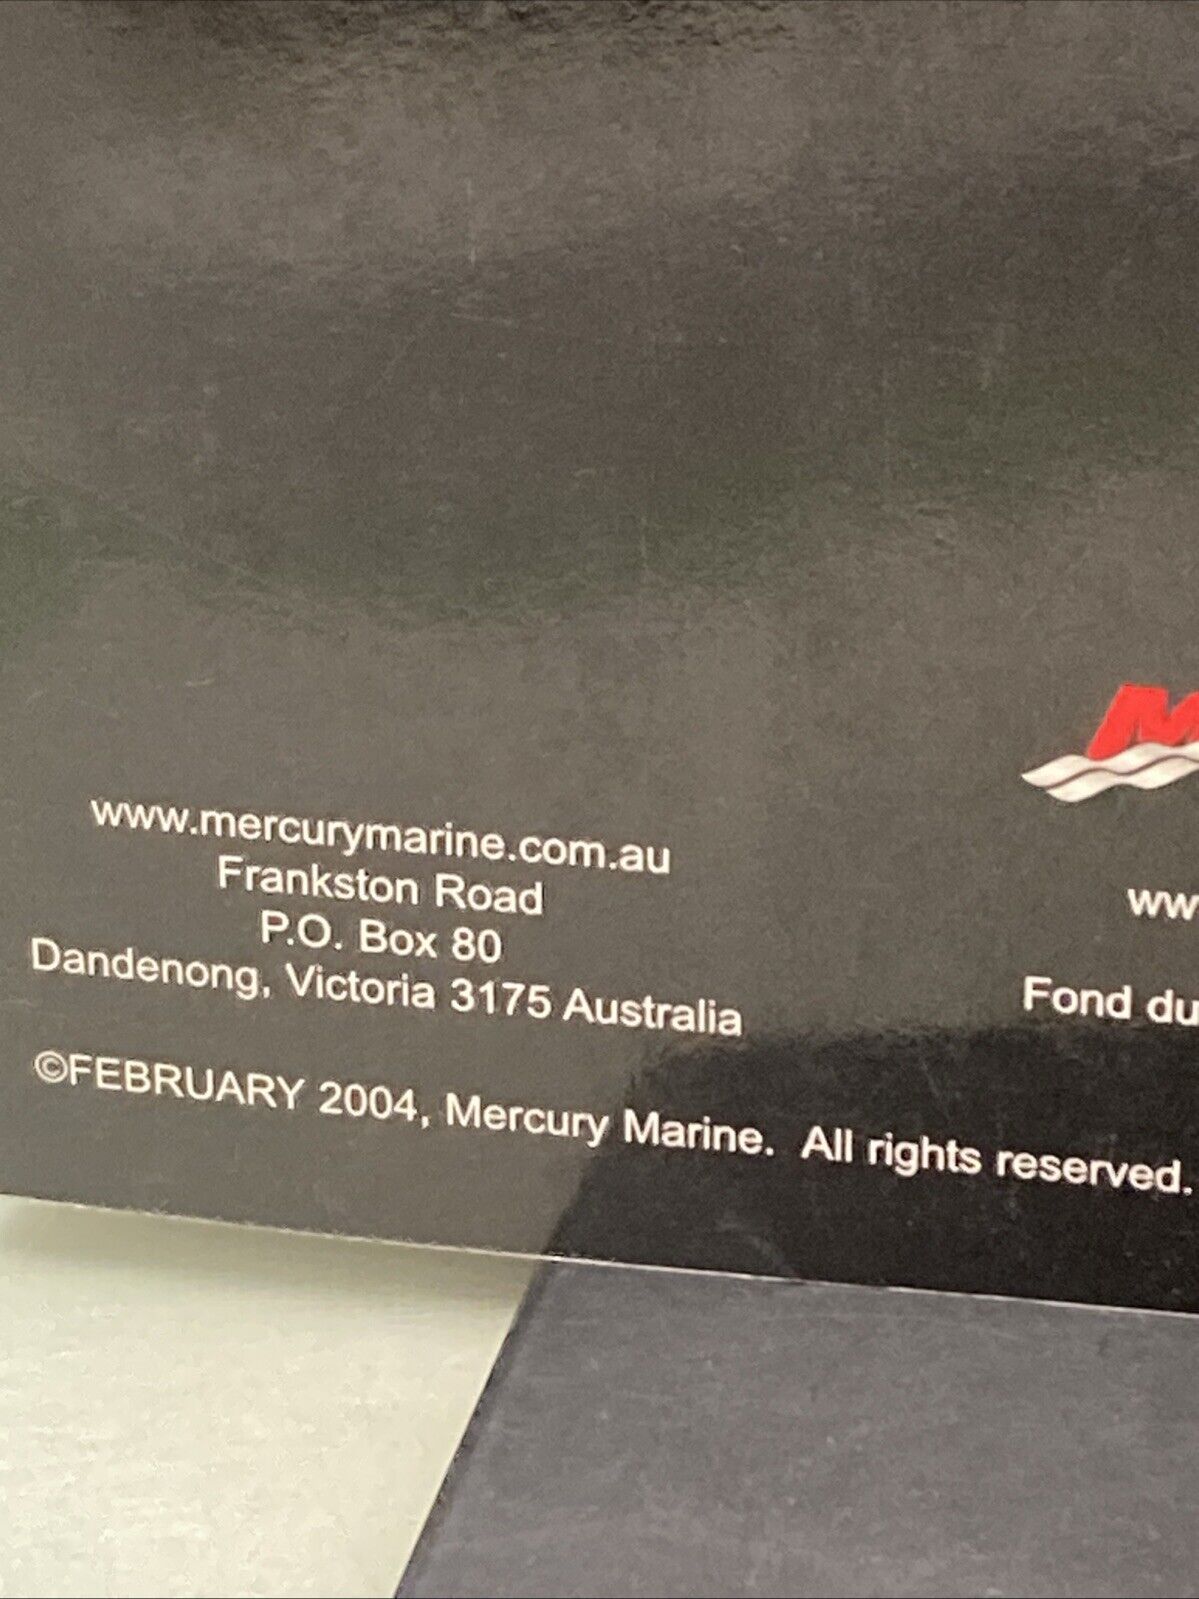 M
www.mercurymarine.com.au
Frankston Road
P.O. Box 80
Dandenong, Victoria 3175 Australia
ww
Fond du
©FEBRUARY 2004, Mercury Marine. All rights reserved.